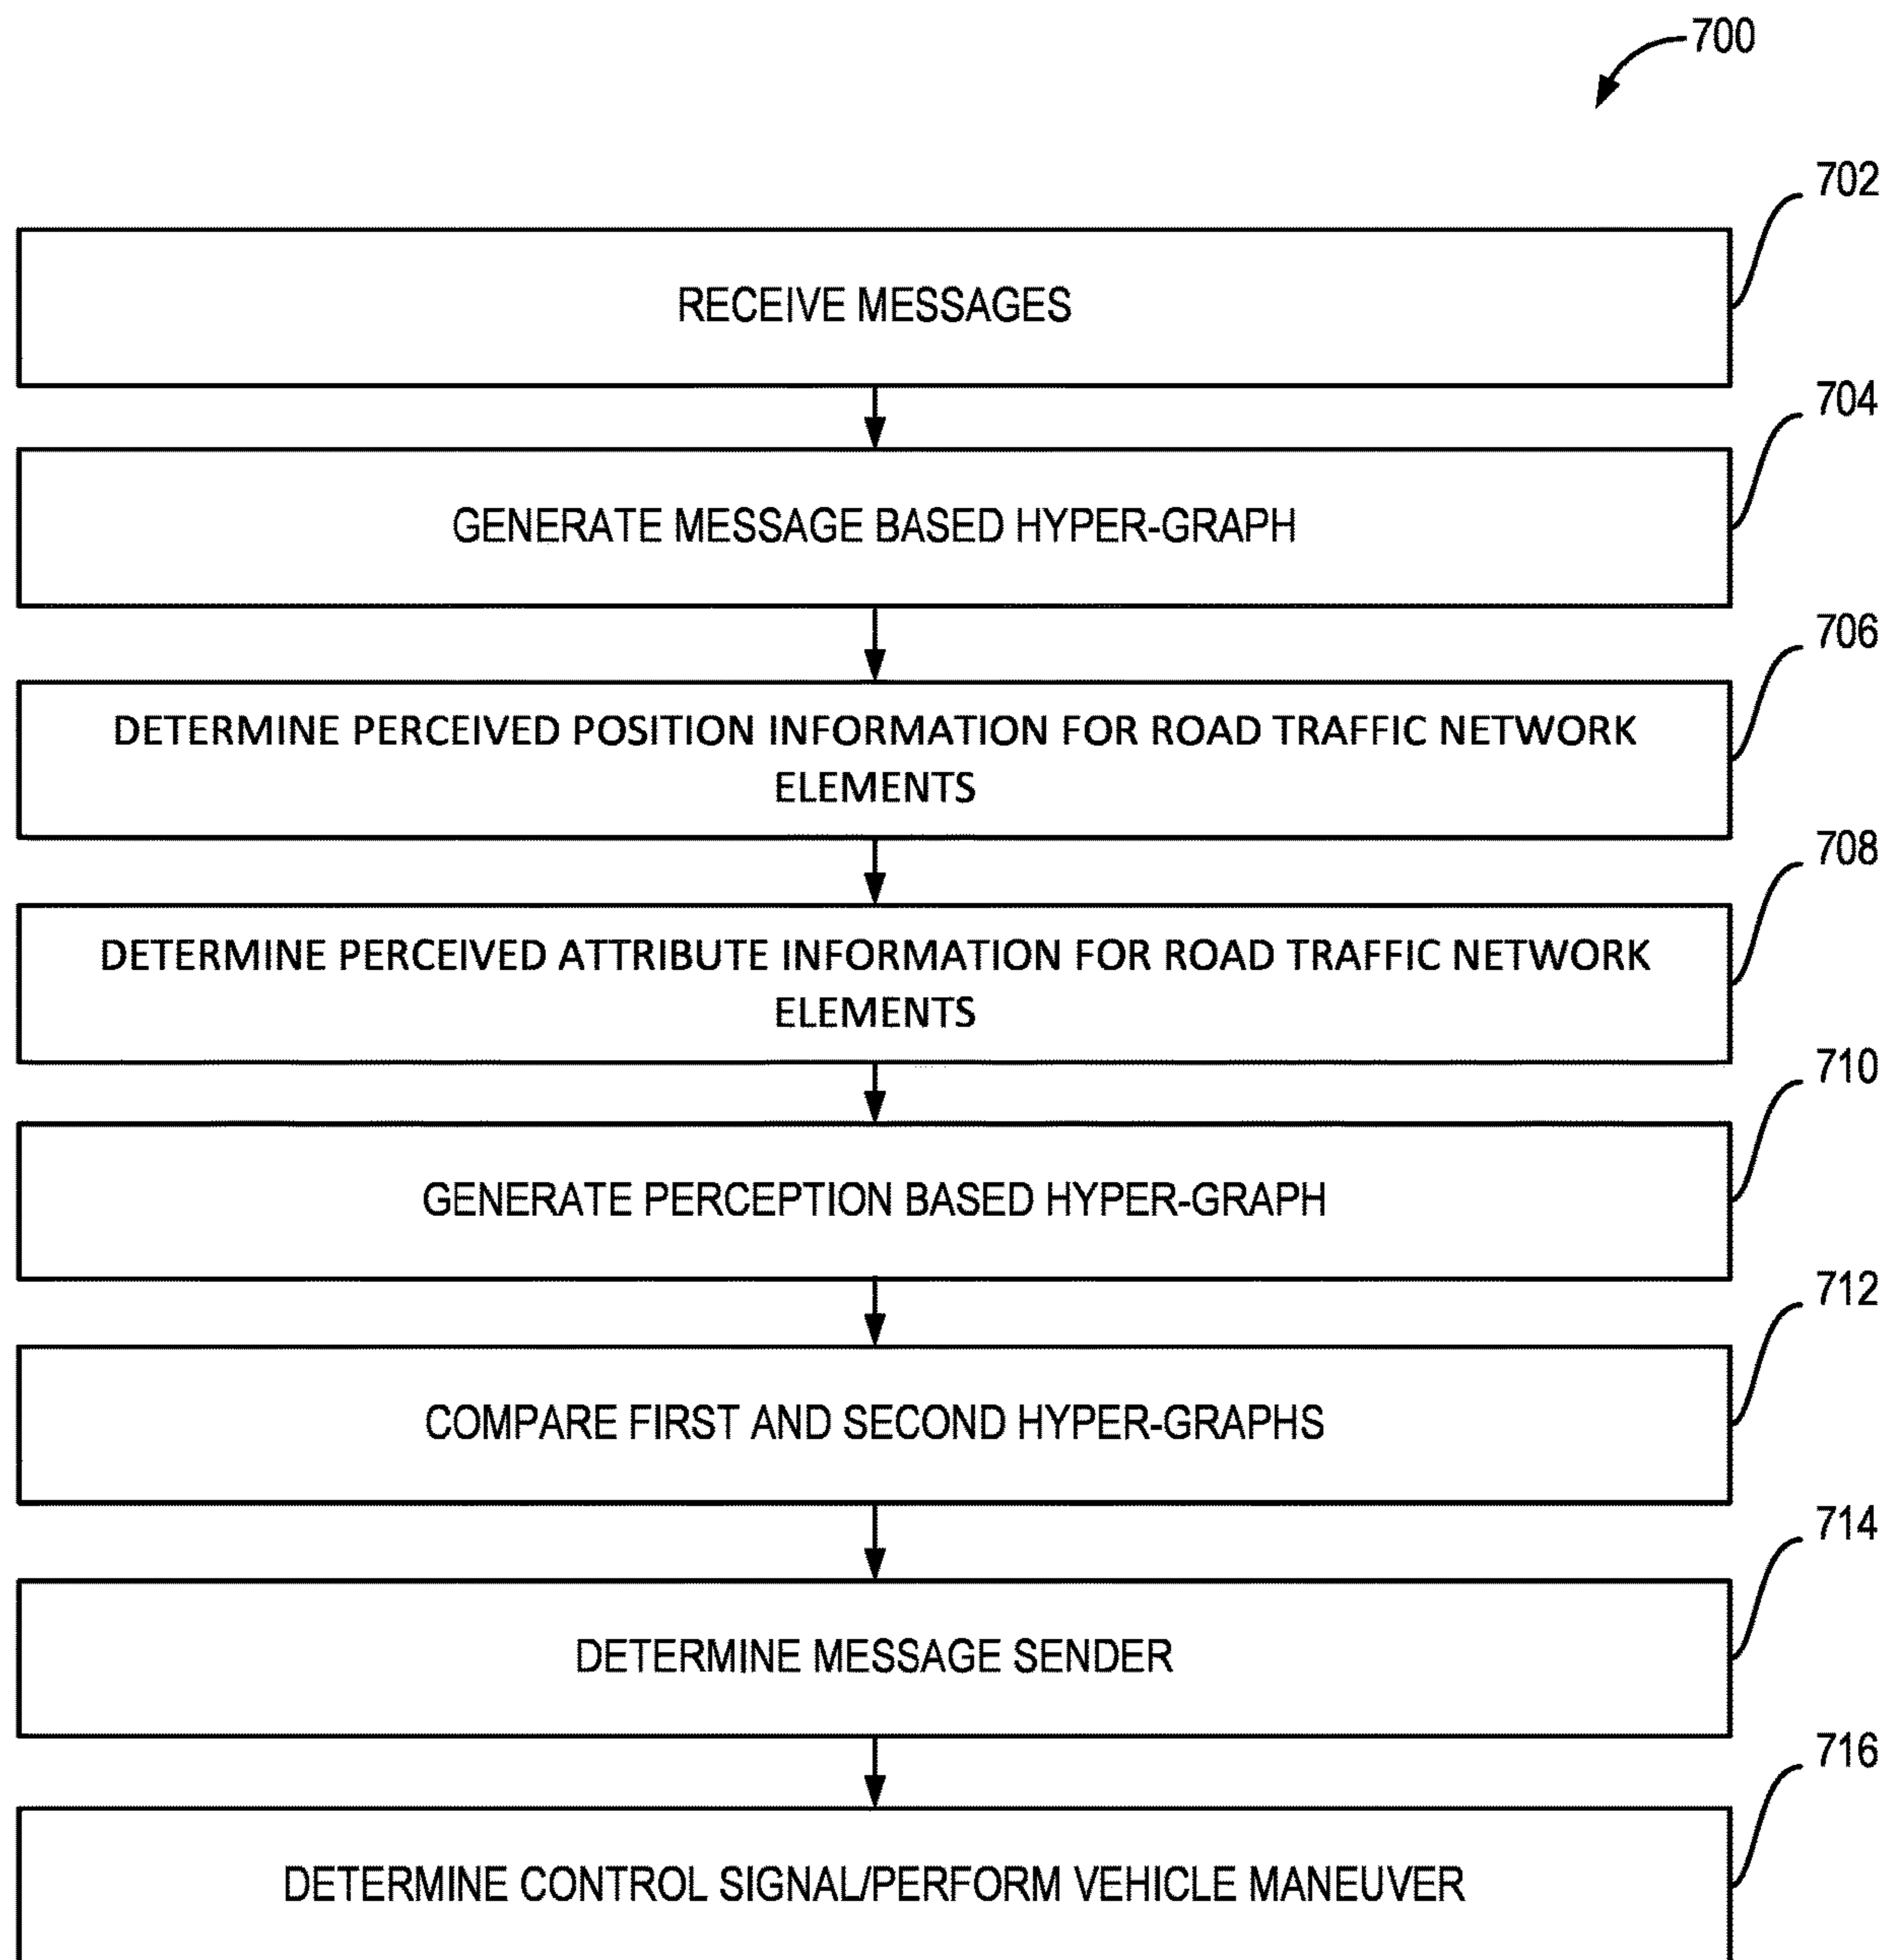 700
702
RECEIVE MESSAGES
704
GENERATE MESSAGE BASED HYPER-GRAPH
706
DETERMINE PERCEIVED POSITION INFORMATION FOR ROAD TRAFFIC NETWORK
ELEMENTS
708
DETERMINE PERCEIVED ATTRIBUTE INFORMATION FOR ROAD TRAFFIC NETWORK
ELEMENTS
710
GENERATE PERCEPTION BASED HYPER-GRAPH
712
COMPARE FIRST AND SECOND HYPER-GRAPHS
714
DETERMINE MESSAGE SENDER
716
DETERMINE CONTROL SIGNAL/PERFORM VEHICLE MANEUVER